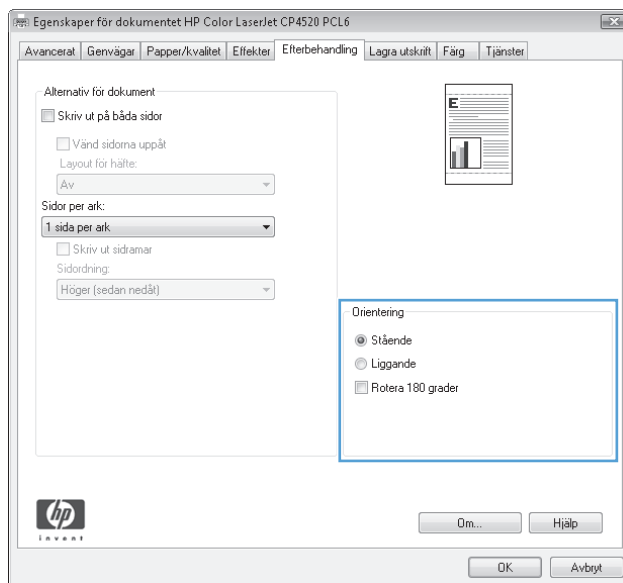 Egenskaper för dokumentet HP Color LaserJet CP4520 PCL6
Avancerat Genvägar Papper/kvalitet Effekter Efterbehandling Lagra utskrift Färg Tjänster
Alternativ för dokument
Skriv ut på båda sidor
Vänd sidorna uppåt
Layout för häfte:
Av
Sidor per ark:
1 sida per ark
Skriv ut sidramar
Sidordning:
Höger (sedan nedåt)
E
Orientering
Stående
Liggande
Rotera 180 grader
hp
invent
Om... Hjälp
OK Avbryt